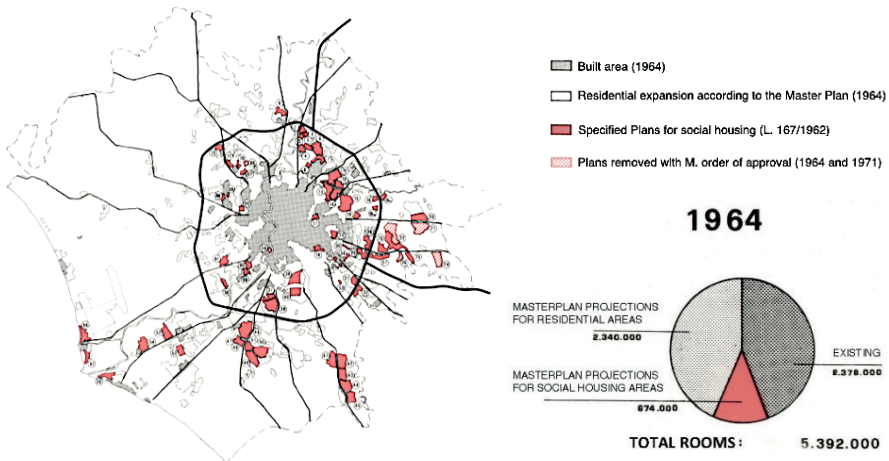 Built area (1964)
Residential expansion according to the Master Plan (1964)
Specified Plans for social housing (L. 167/1962)
Plans removed with M. order of approval (1964 and 1971)
1964
MASTERPLAN PROJECTIONS
FOR RESIDENTIAL AREAS
2.340.000
EXISTING
2.378.000
MASTERPLAN PROJECTIONS
FOR SOCIAL HOUSING AREAS
674.000
TOTAL ROOMS: 5.392.000